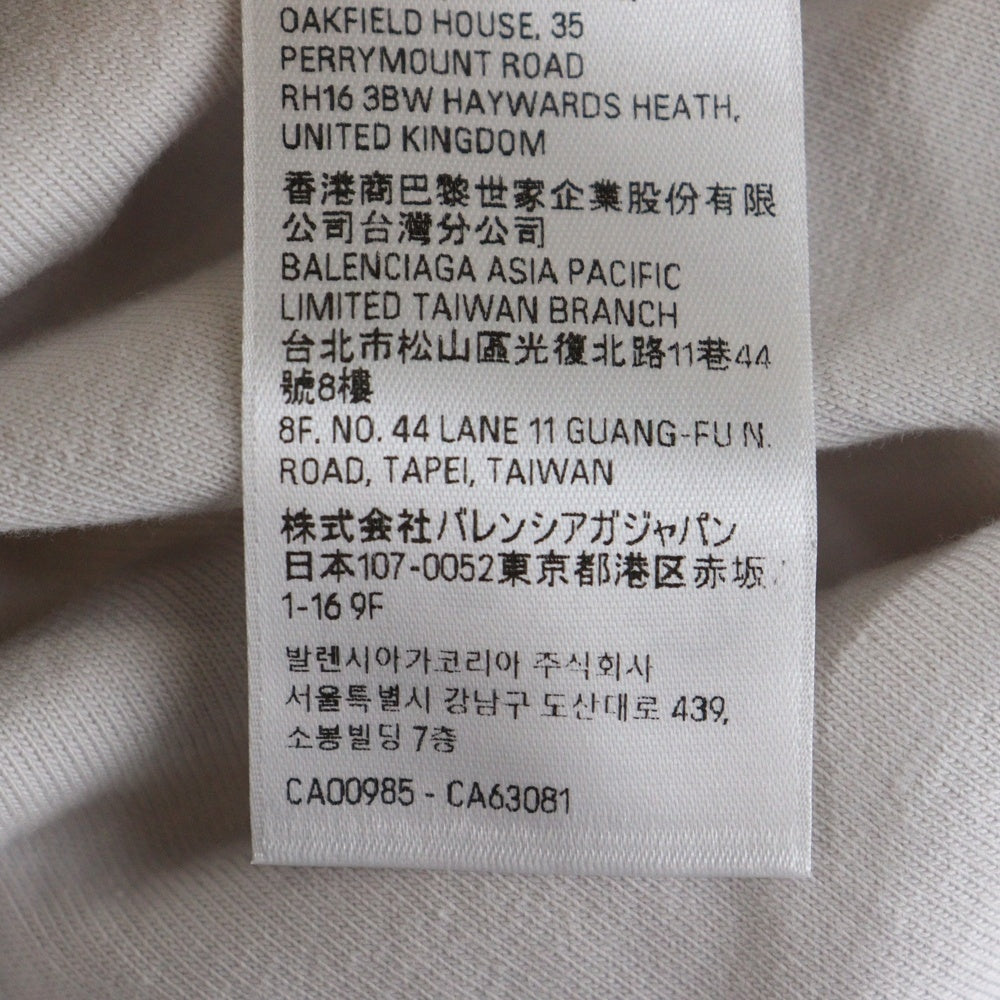 OAKFIELD HOUSE, 35
PERRYMOUNT ROAD
RH16 3BW HAYWARDS HEATH,
UNITED KINGDOM
香港商巴黎世家企業股份有限
公司台灣分公司
BALENCIAGA ASIA PACIFIC
LIMITED TAIWAN BRANCH
台北市松山區光復北路11巷44
號8樓
8F. NO. 44 LANE 11 GUANG-FU N.
ROAD, TAPEI, TAIWAN
株式会社バレンシアガジャパン
日本107-0052東京都港区赤坂
1-16 9F
발렌시아가코리아 주식회사
서울특별시 강남구 도산대로 439,
소봉빌딩 7층
CA00985 - CA63081